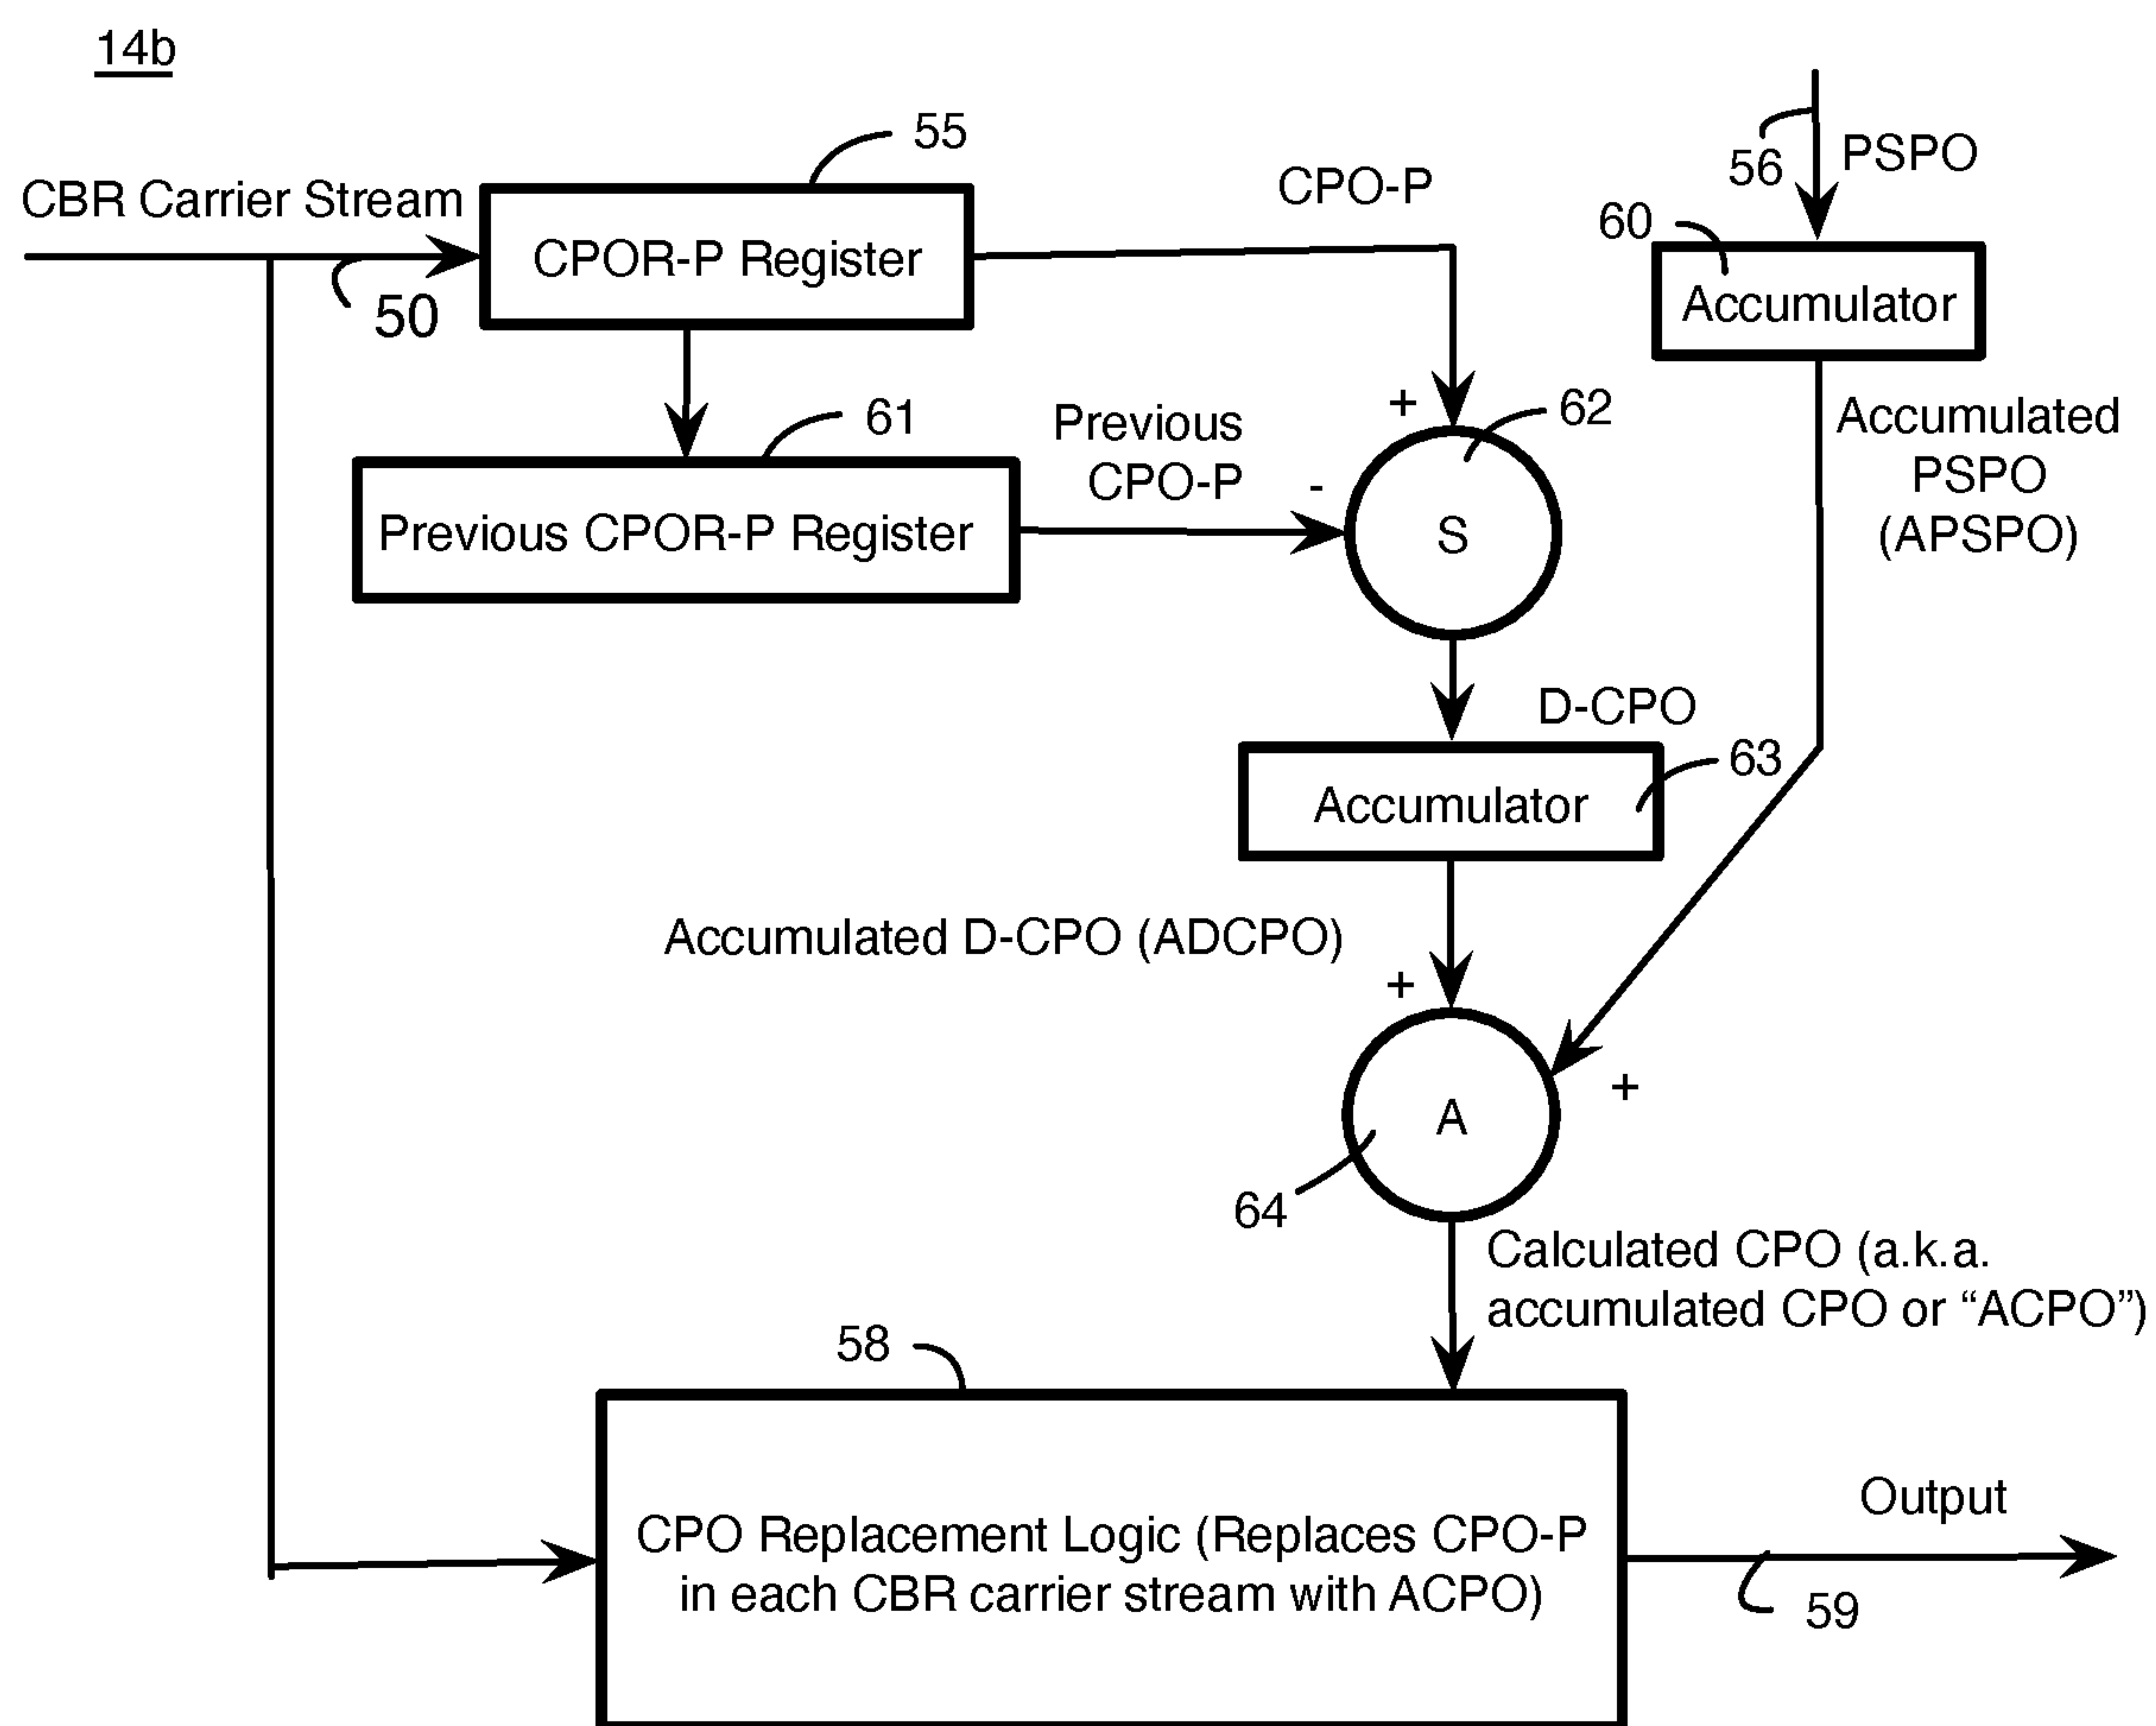 14b
55
CBR Carrier Stream
CPOR-P Register
50
CPO-P
56
PSPO
60
Accumulator
61
Previous
CPO-P
Previous CPOR-P Register
+
-
62
S
Accumulated
PSPO
(APSPO)
D-CPO
63
Accumulator
Accumulated D-CPO (ADCPO)
+
+
A
64
Calculated CPO (a.k.a.
accumulated CPO or “ACPO”)
58
CPO Replacement Logic (Replaces CPO-P
in each CBR carrier stream with ACPO)
Output
59